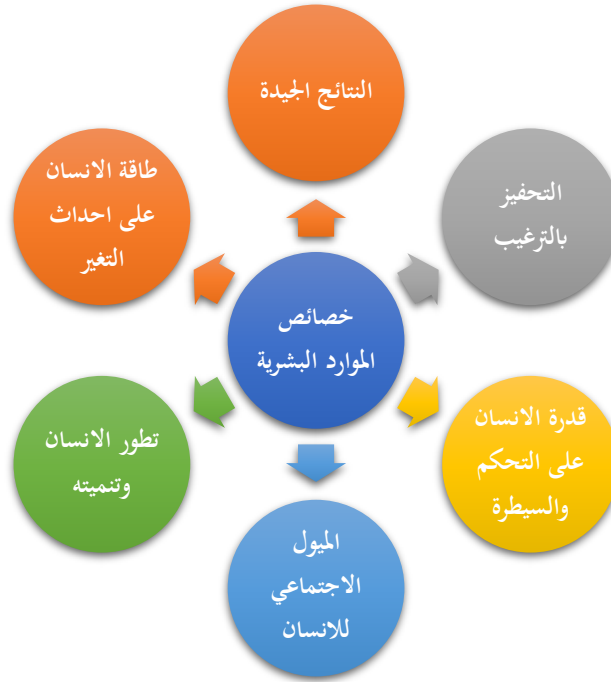 النتائج الجيدة
التحفيز
بالترغيب
قدرة الانسان
على التحكم
والسيطرة
الميول
الاجتماعي
للانسان
تطور الانسان
وتنميته
طاقة الانسان
على احداث
التغير
خصائص
الموارد البشرية